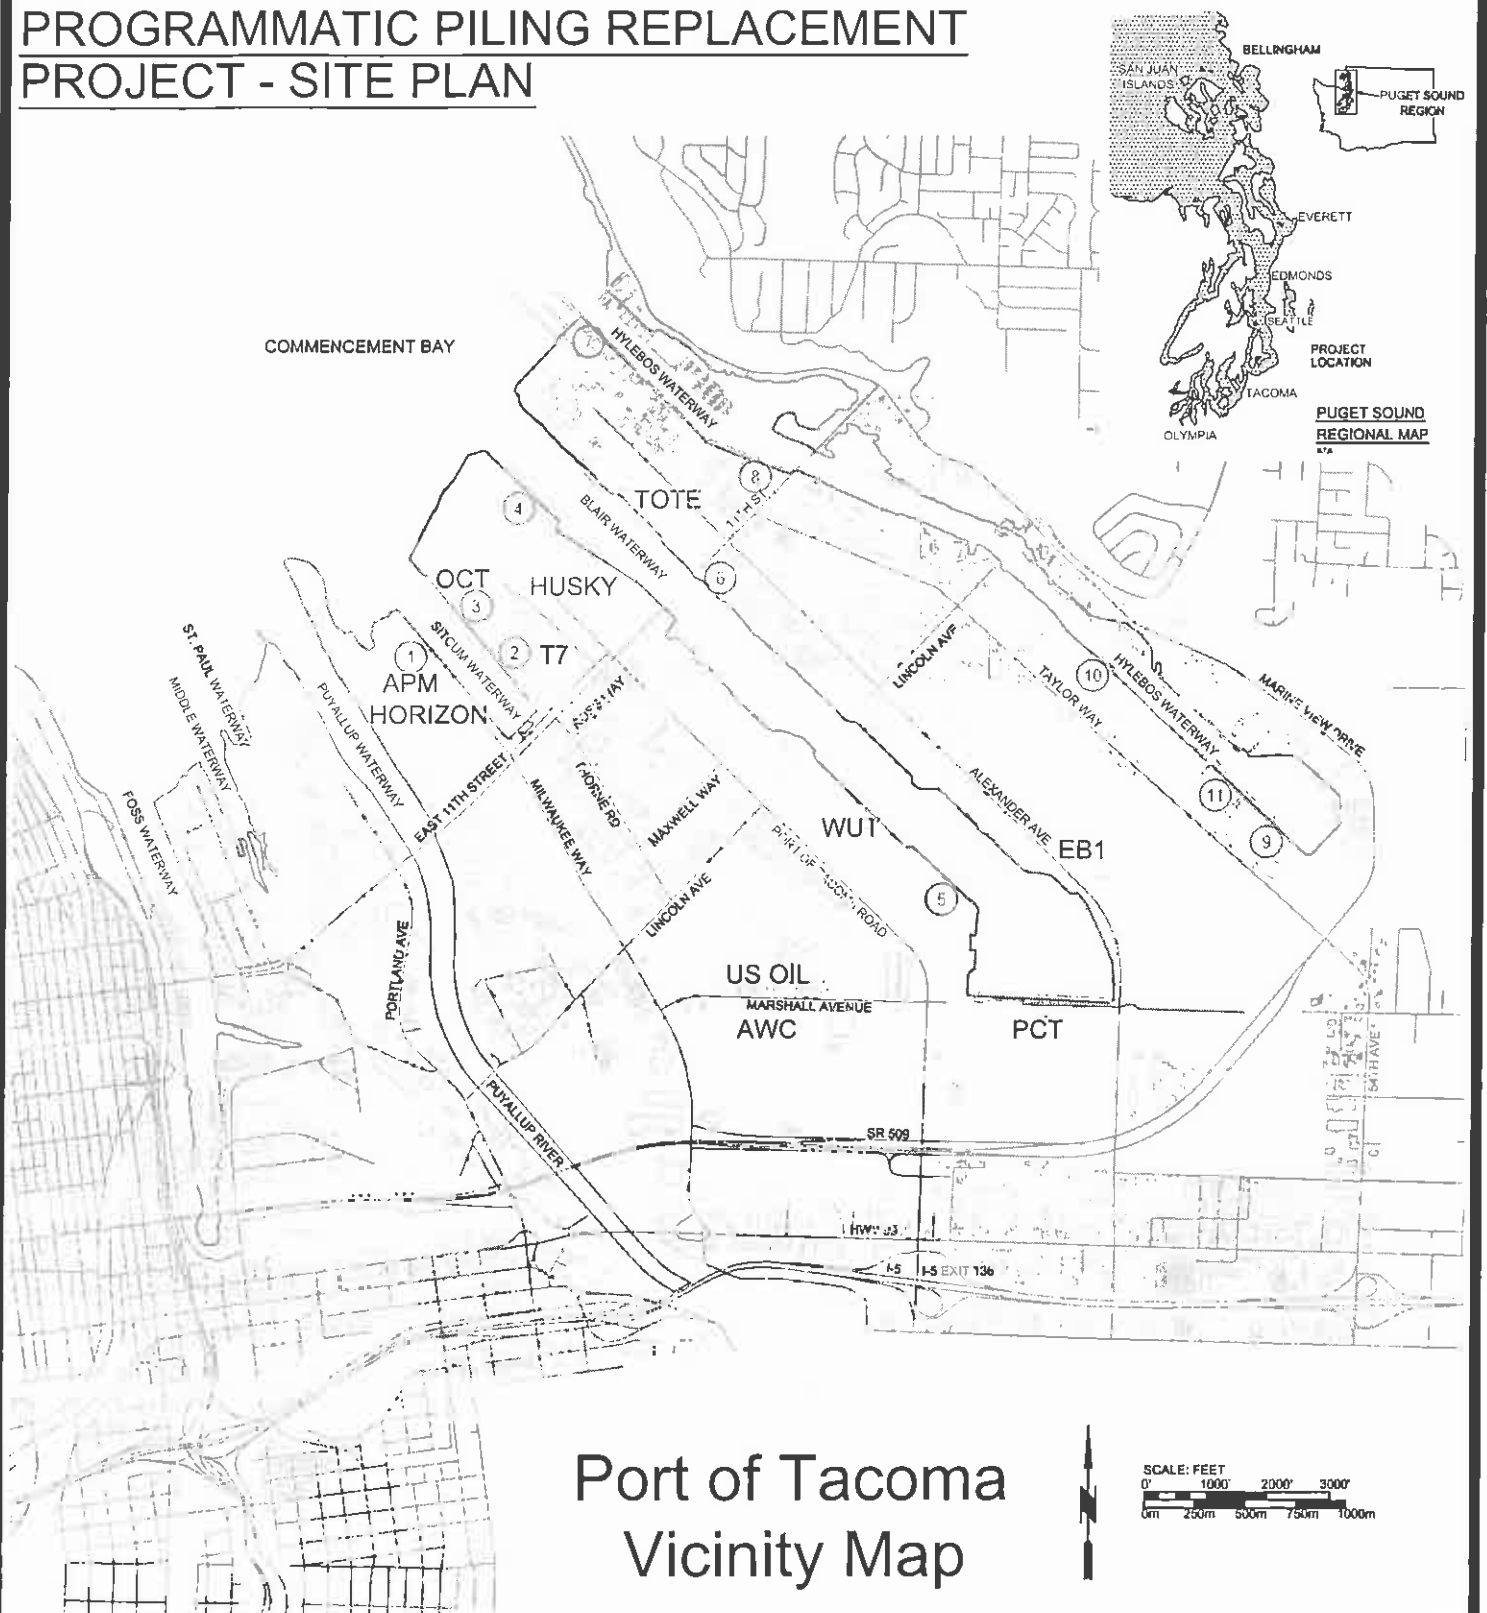 PROGRAMMATIC PILING REPLACEMENT
PROJECT - SITE PLAN
BELLINGHAM
SAN JUAN
ISLANDS
PUGET SOUND
REGION
EVERETT
EDMONDS
SEATTLE
PROJECT
LOCATION
TACOMA
OLYMPIA
PUGET SOUND
REGIONAL MAP
COMMENCEMENT BAY
HYLEBOS WATERWAY
8
TOTE
11TH ST
4
BLAIR WATERWAY
6
OCT
HUSKY
3
SITCUM WATERWAY
2
T7
1
APM
HORIZON
ST. PAUL WATERWAY
MIDDLE WATERWAY
PUYALLUP WATERWAY
FOSS WATERWAY
EAST 11TH STREET
MILWAUKEE WAY
THORNE RD
MAXWELL WAY
LINCOLN AVE
LINCOLN AVE
TAYLOR WAY
10
HYLEBOS WATERWAY
MARINE VIEW DRIVE
11
9
ALEXANDER AVE
EB1
WUT
PORT OF TACOMA ROAD
5
PORTLAND AVE
US OIL
MARSHALL AVENUE
AWC
PCT
54TH AVE
PUYALLUP RIVER
SR 509
I-5
I-5 EXIT 136
Port of Tacoma
Vicinity Map
SCALE: FEET
0' 1000' 2000' 3000'
0m 250m 500m 750m 1000m